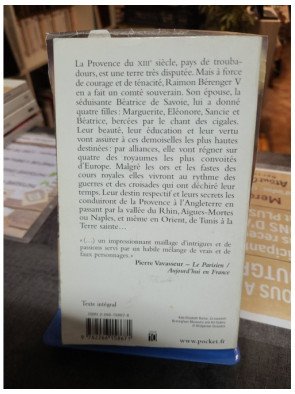 La Provence du XIIIe siècle, pays de trouba-
dours, est une terre très disputée. Mais à force
de courage et de ténacité, Raimon Bérenger V
en a fait un comté souverain. Son épouse, la
séduisante Béatrice de Savoie, lui a donné
quatre filles : Marguerite, Eléonore, Sancie et
Béatrice, bercées par le chant des cigales.
Leur beauté, leur éducation et leur vertu
vont assurer à ces demoiselles les plus hautes
destinées : par alliances, elle vont régner sur
quatre des royaumes les plus convoités
d'Europe. Malgré les ors et les fastes des
cours royales elles vivront au rythme des
guerres et des croisades qui ont déchiré leur
temps. Leur destin respectif et leurs secrets les
conduiront de la Provence à l'Angleterre en
passant par la vallée du Rhin, Aigues-Mortes
ou Naples, et même en Orient, de Tunis à la
Terre sainte…
« (…) un impressionnant maillage d'intrigues et de
passions servis par un habile mélange de vrais et de
faux personnages. »
Pierre Vavasseur – Le Parisien /
Aujourd'hui en France
Texte intégral
www.pocket.fr